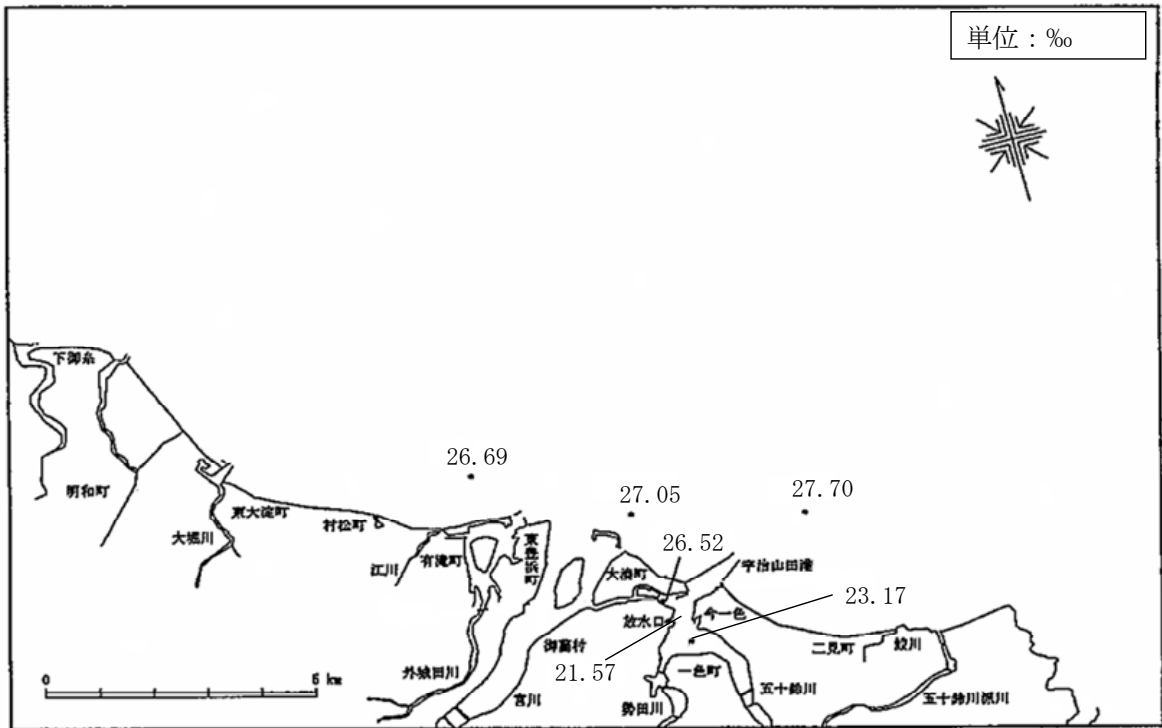 単位：‰
下御糸
26.69
27.05
27.70
明和町
東大淀町
村松町
大堀川
江川
有滝町
東豊浜町
大湊町
26.52
宇治山田港
23.17
放水口
今一色
御薗村
二見町
鮫川
外城田川
宮川
21.57
一色町
勢田川
五十鈴川
五十鈴川派川
0
6 km